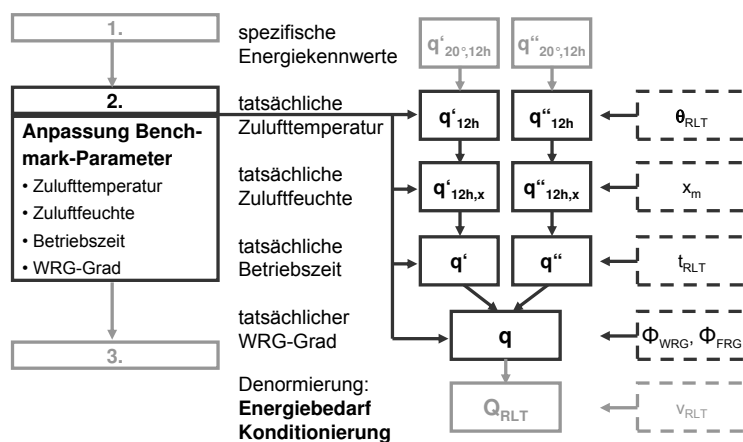 1.
spezifische
Energiekennwerte
q‘20°,12h
q“20°,12h
2.
tatsächliche
Zulufttemperatur
q‘12h
q“12h
θRLT
Anpassung Bench-
mark-Parameter
• Zulufttemperatur
• Zuluftfeuchte
• Betriebszeit
• WRG-Grad
tatsächliche
Zuluftfeuchte
q‘12h,x
q“12h,x
xm
tatsächliche
Betriebszeit
q‘
q“
tRLT
tatsächlicher
WRG-Grad
q
ΦWRG, ΦFRG
3.
Denormierung:
Energiebedarf
Konditionierung
QRLT
vRLT